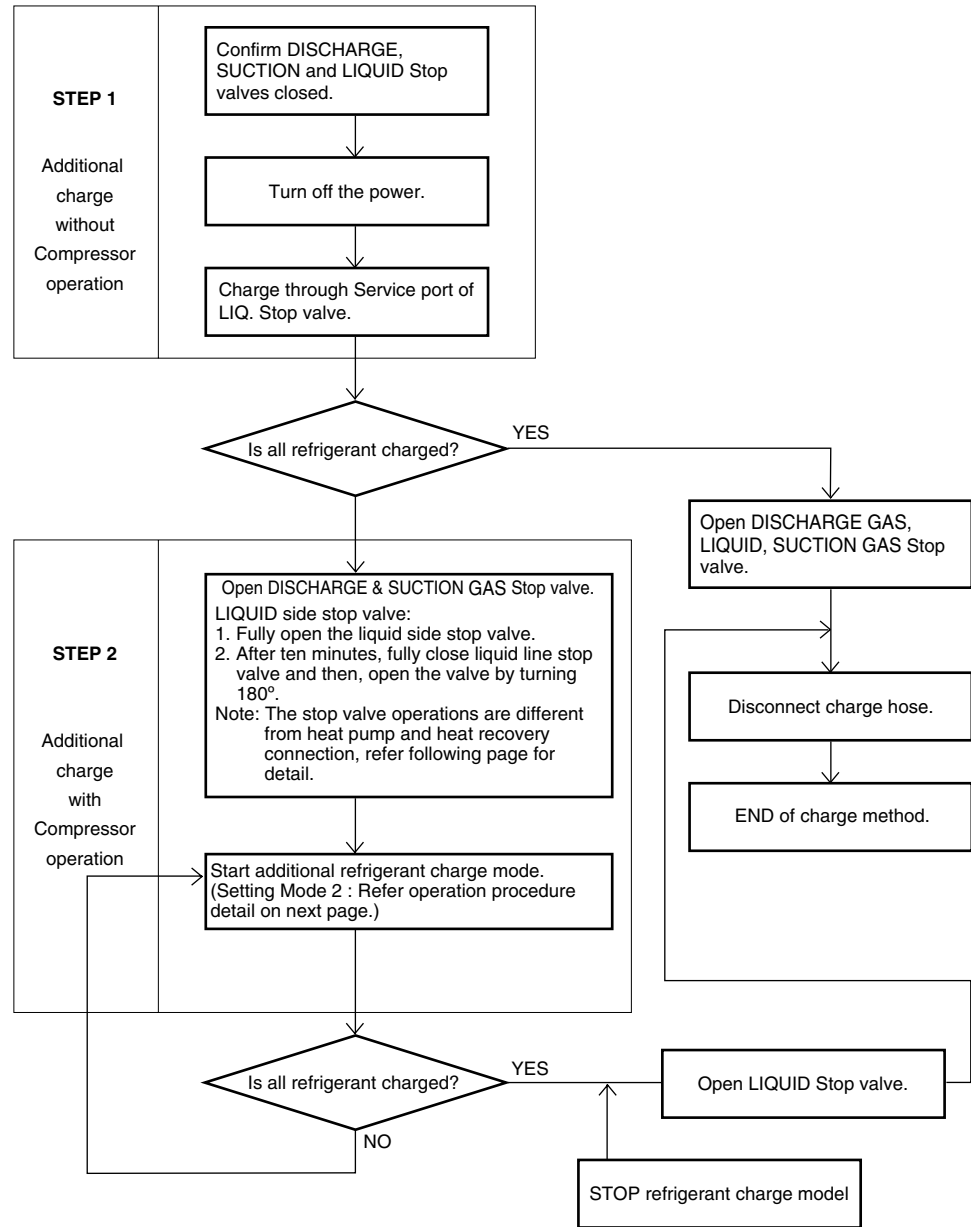 STEP 1
Additional
charge
without
Compressor
operation
Confirm DISCHARGE,
SUCTION and LIQUID Stop
valves closed.
Turn off the power.
Charge through Service port of
LIQ. Stop valve.
Is all refrigerant charged?
YES
Open DISCHARGE GAS,
LIQUID, SUCTION GAS Stop
valve.
Disconnect charge hose.
END of charge method.
STEP 2
Additional
charge
with
Compressor
operation
Open DISCHARGE & SUCTION GAS Stop valve.
LIQUID side stop valve:
1. Fully open the liquid side stop valve.
2. After ten minutes, fully close liquid line stop
valve and then, open the valve by turning
180º.
Note: The stop valve operations are different
from heat pump and heat recovery
connection, refer following page for
detail.
Start additional refrigerant charge mode.
(Setting Mode 2 : Refer operation procedure
detail on next page.)
Is all refrigerant charged?
YES
NO
Open LIQUID Stop valve.
STOP refrigerant charge model